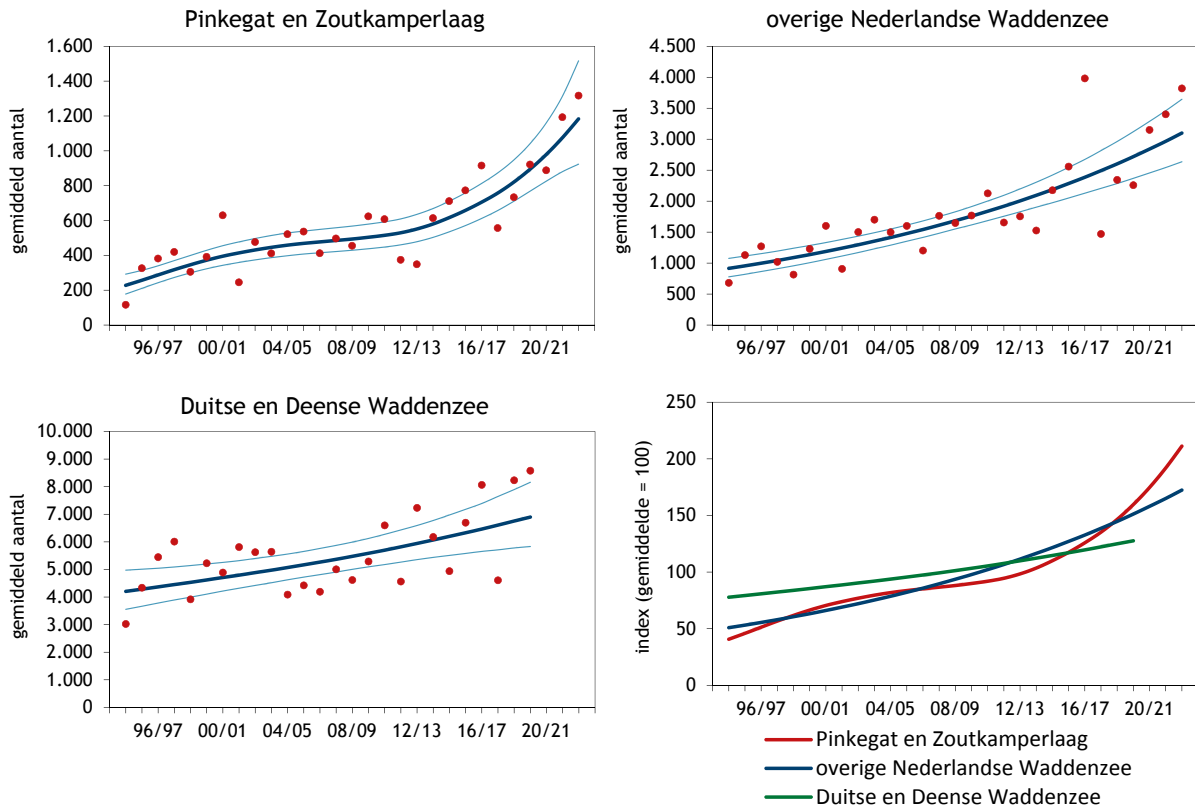 Pinkegat en Zoutkamperlaag
gemiddeld aantal
1.600
1.400
1.200
1.000
800
600
400
200
0
96/97 00/01 04/05 08/09 12/13 16/17 20/21
overige Nederlandse Waddenzee
gemiddeld aantal
4.500
4.000
3.500
3.000
2.500
2.000
1.500
1.000
500
0
96/97 00/01 04/05 08/09 12/13 16/17 20/21
Duitse en Deense Waddenzee
gemiddeld aantal
10.000
9.000
8.000
7.000
6.000
5.000
4.000
3.000
2.000
1.000
0
96/97 00/01 04/05 08/09 12/13 16/17 20/21
index (gemiddelde = 100)
250
200
150
100
50
0
96/97 00/01 04/05 08/09 12/13 16/17 20/21
Pinkegat en Zoutkamperlaag
overige Nederlandse Waddenzee
Duitse en Deense Waddenzee